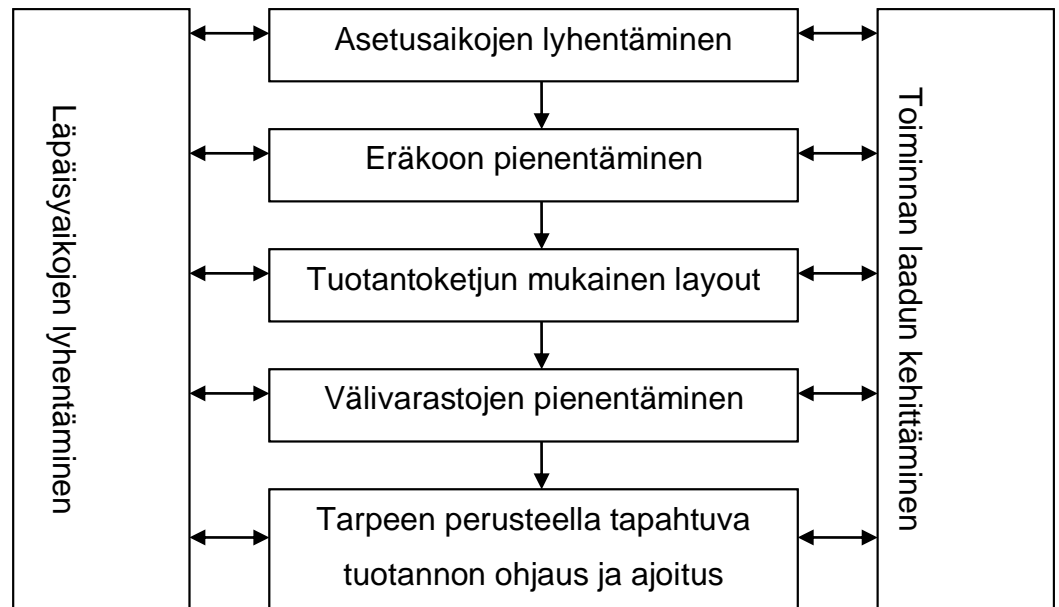 Läpäisyaikojen lyhentäminen
Asetusaikojen lyhentäminen
Eräkoon pienentäminen
Tuotantoketjun mukainen layout
Välivarastojen pienentäminen
Tarpeen perusteella tapahtuva
tuotannon ohjaus ja ajoitus
Toiminnan laadun kehittäminen